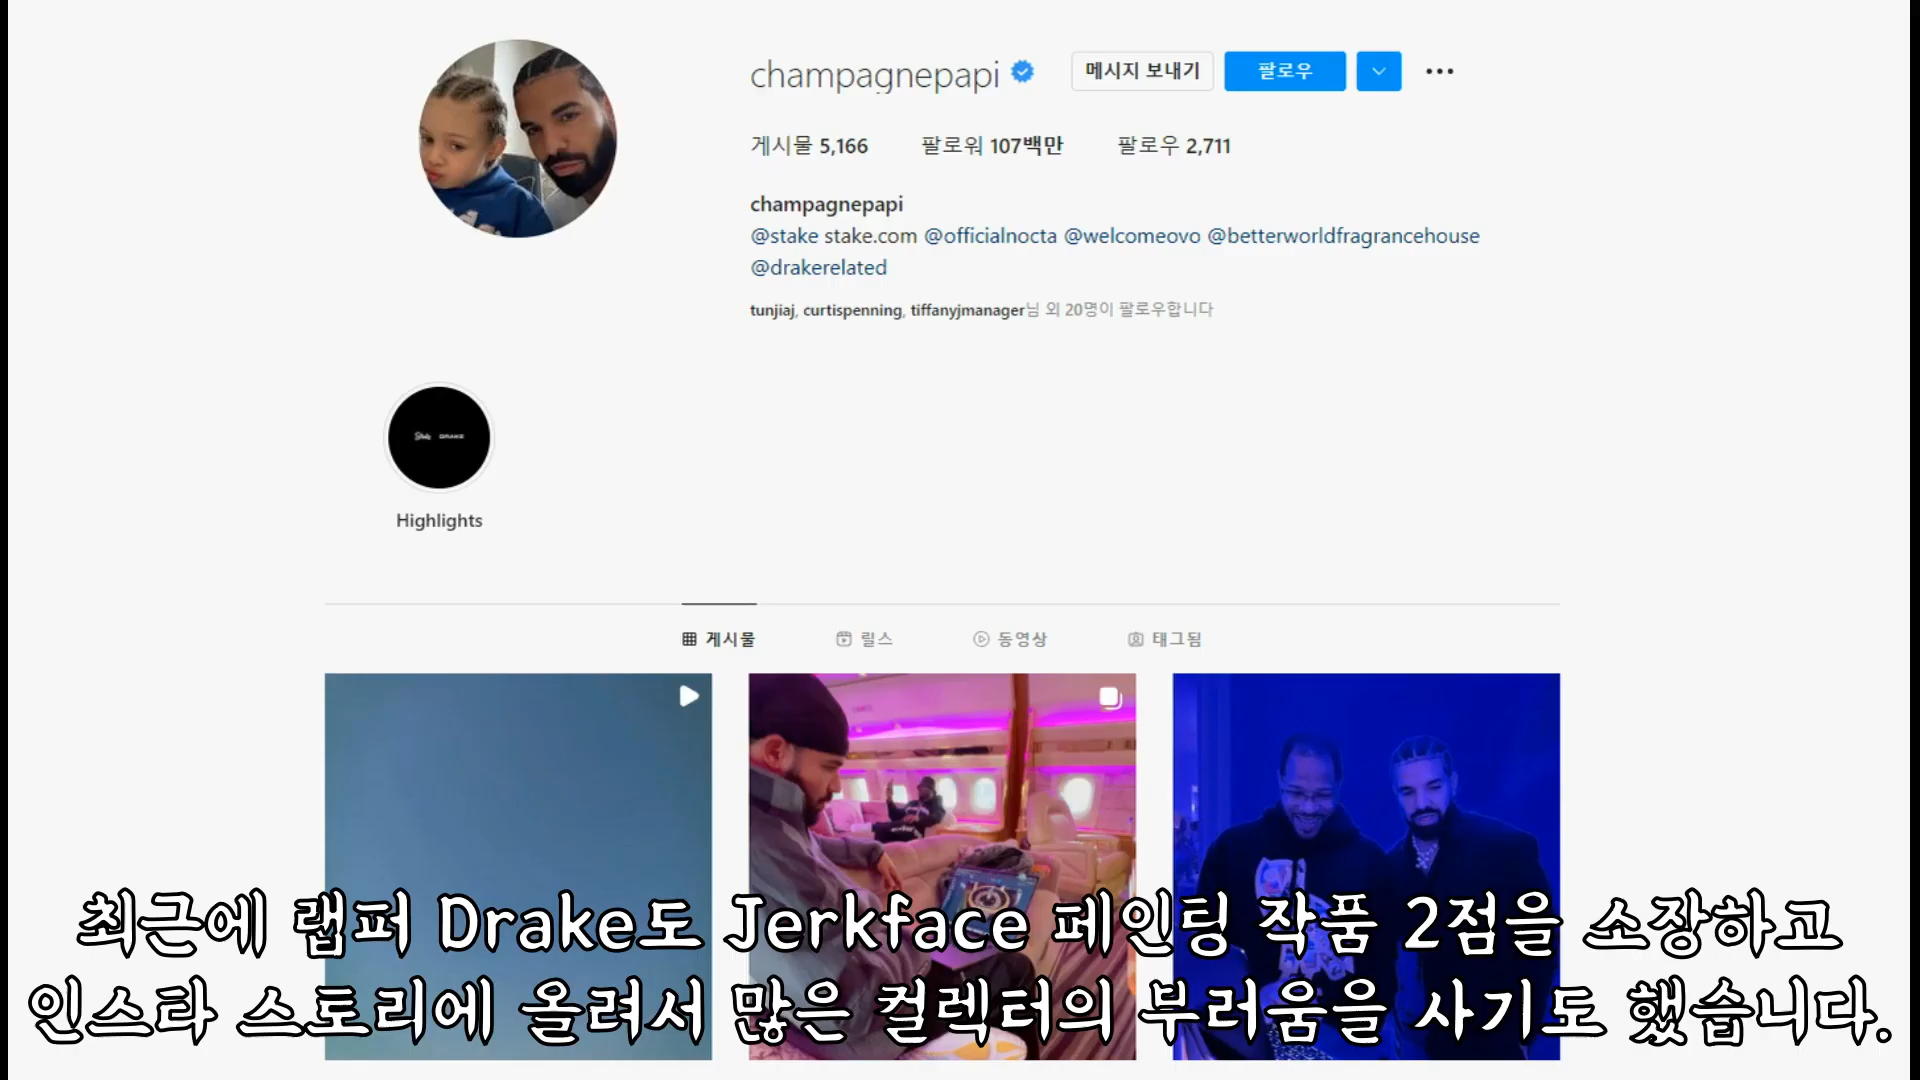 champagnepapi 메시지 보내기 팔로우
게시물 5,166 팔로워 107백만 팔로우 2,711
champagnepapi
@stake stake.com @officialnocta @welcomeovo @betterworldfragrancehouse
@drakerelated
tunjiaj, curtispenning, tiffanyjmanager님 외 20명이 팔로우합니다
Stake DRAKE
Highlights
게시물 릴스 동영상 태그됨
최근에 랩퍼 Drake도 Jerkface 페인팅 작품 2점을 소장하고
인스타 스토리에 올려서 많은 컬렉터의 부러움을 사기도 했습니다.